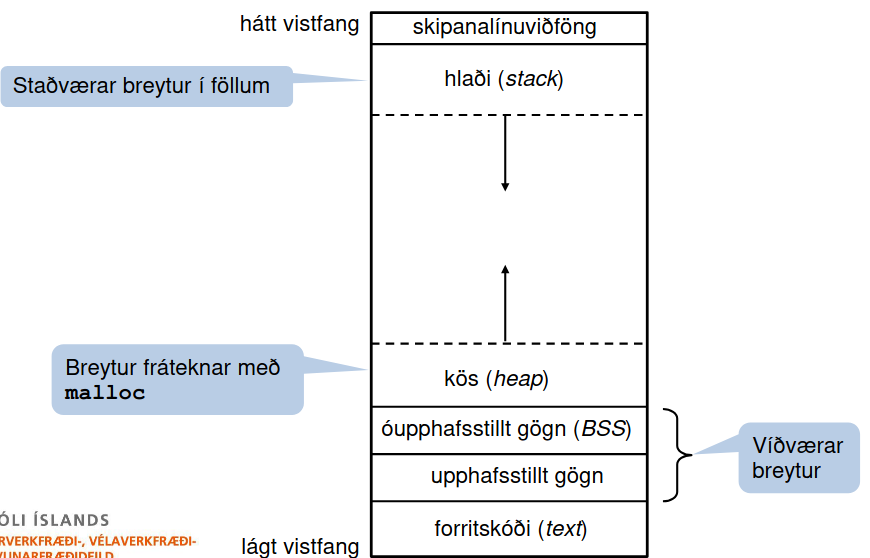 hátt vistfang
skipanalínuviðföng
Staðværar breytur í föllum
hlaði (stack)
Breytur fráteknar með
malloc
kös (heap)
óupphafsstillt gögn (BSS)
upphafsstillt gögn
Víðværar
breytur
forritskóði (text)
lágt vistfang
ÓLI ÍSLANDS
RVERKFRÆÐI-, VÉLAVERKFRÆÐI-
VUNARFRÆÐIDEILD